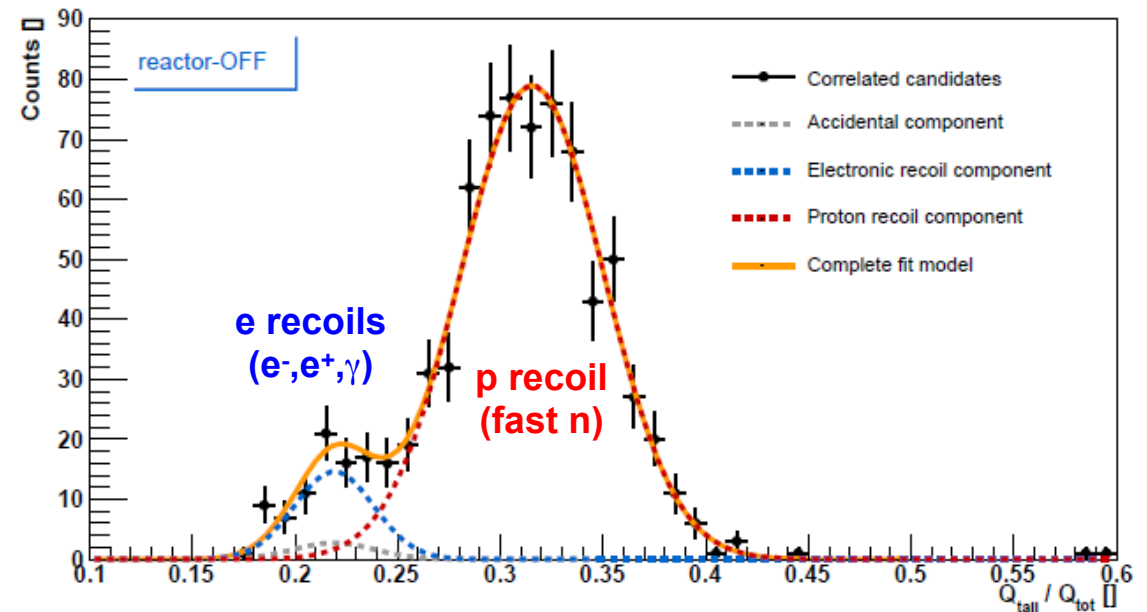 Counts []
90
80
70
60
50
40
30
20
10
0
reactor-OFF
Correlated candidates
Accidental component
Electronic recoil component
Proton recoil component
Complete fit model
e recoils
(e⁻,e⁺,γ)
p recoil
(fast n)
0.1 0.15 0.2 0.25 0.3 0.35 0.4 0.45 0.5 0.55 0.6
Q_tail / Q_tot []